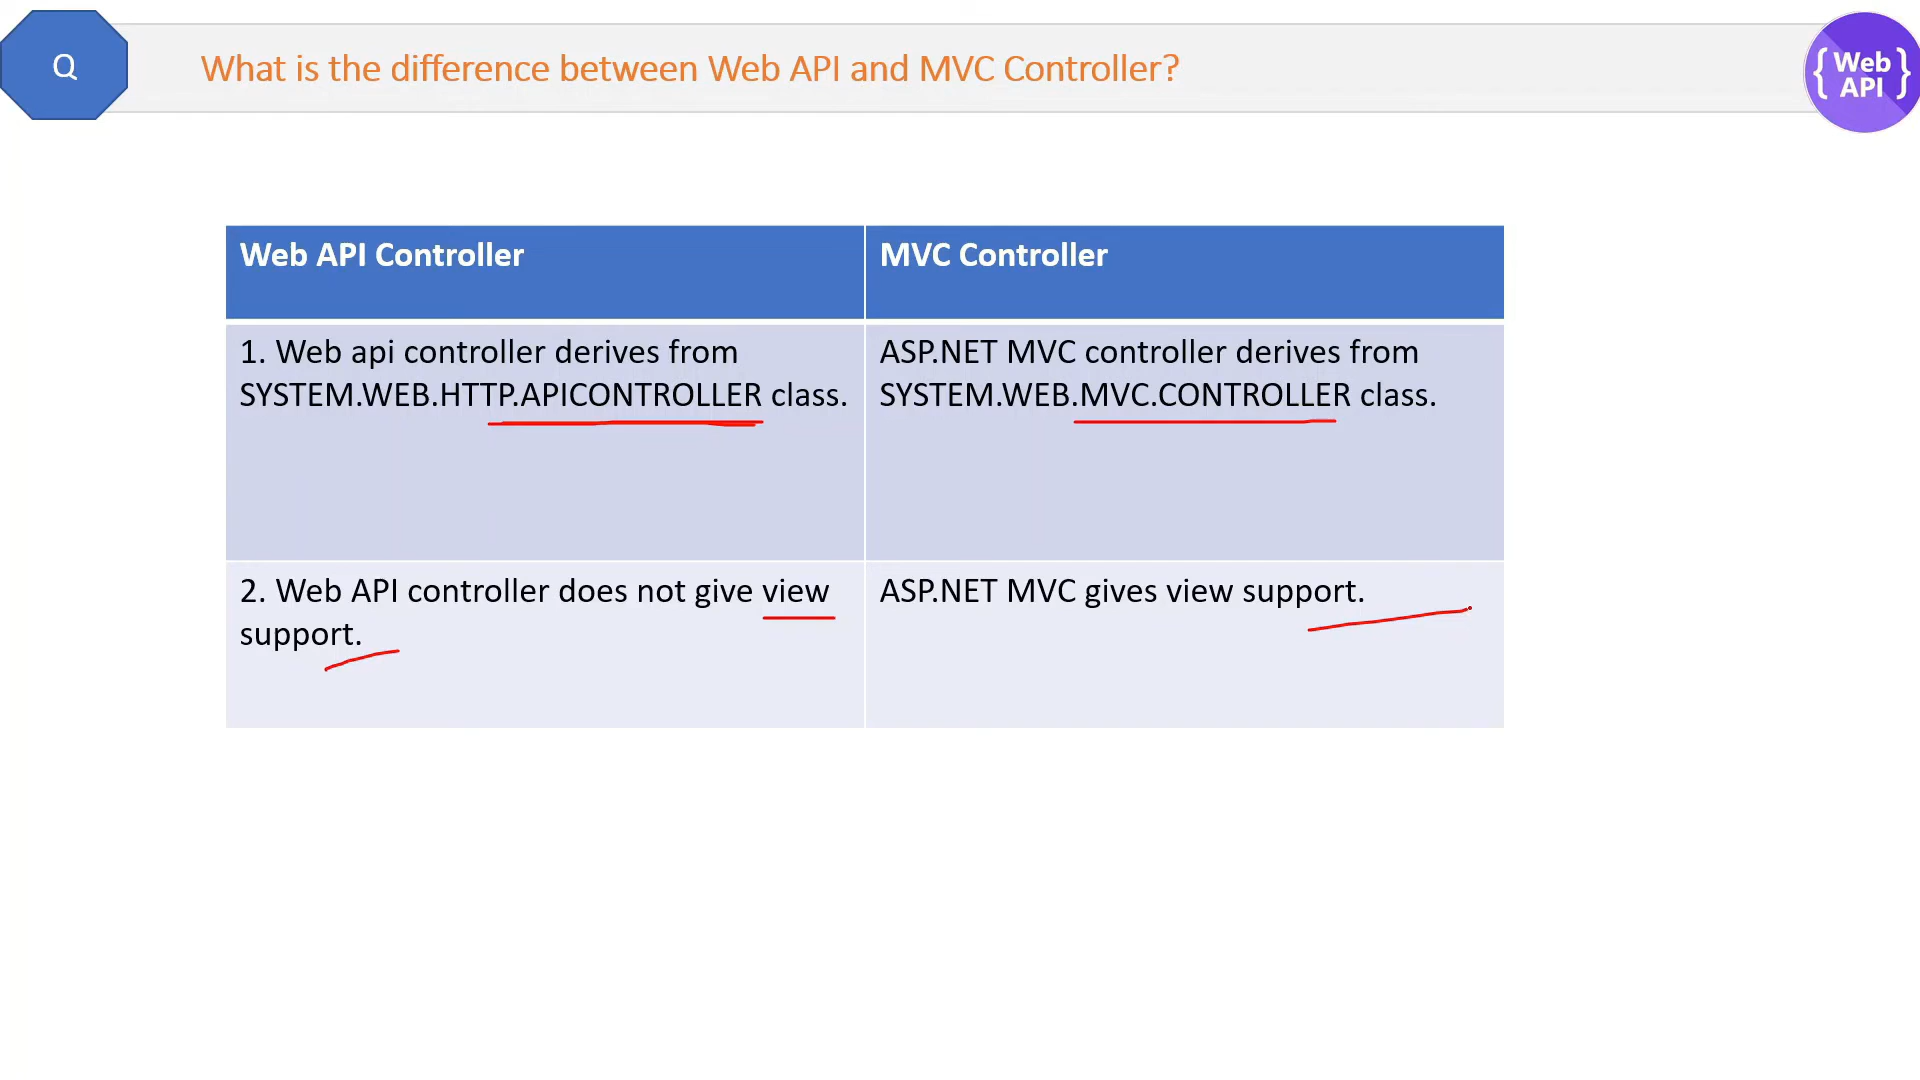 Q
What is the difference between Web API and MVC Controller?
{Web
API}
Web API Controller
MVC Controller
1. Web api controller derives from
SYSTEM.WEB.HTTP.APICONTROLLER class.
ASP.NET MVC controller derives from
SYSTEM.WEB.MVC.CONTROLLER class.
2. Web API controller does not give view
support.
ASP.NET MVC gives view support.